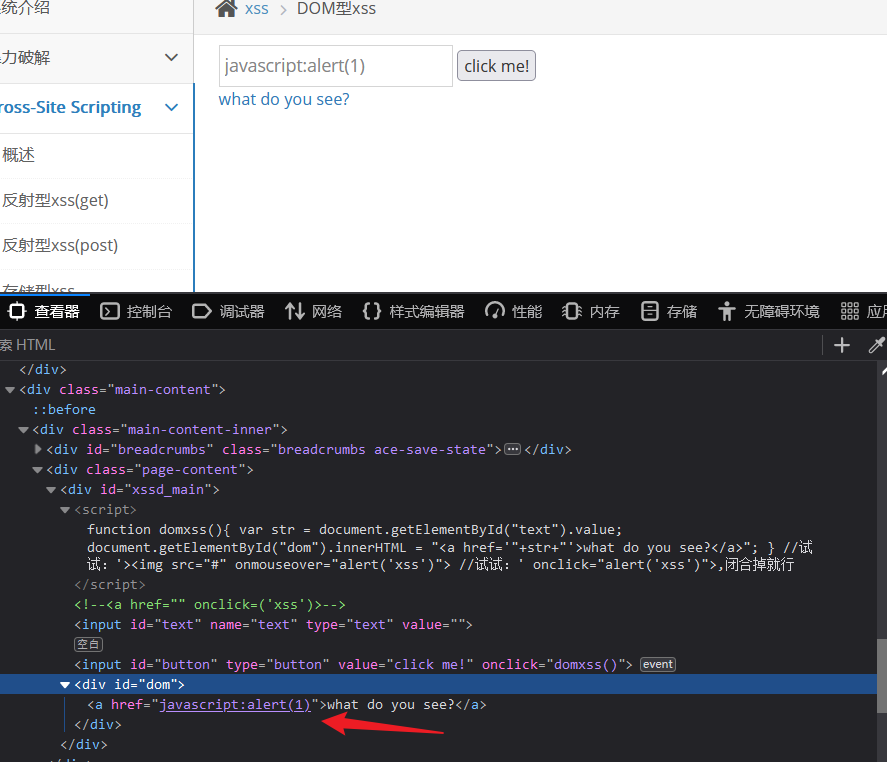 系统介绍
xss > DOM型xss
力破解
javascript:alert(1) click me!
what do you see?
ross-Site Scripting
概述
反射型xss(get)
反射型xss(post)
存储型xss
查看器 控制台 调试器 网络 样式编辑器 性能 内存 存储 无障碍环境 应用
索 HTML
</div>
<div class="main-content">
::before
<div class="main-content-inner">
<div id="breadcrumbs" class="breadcrumbs ace-save-state">…</div>
<div class="page-content">
<div id="xssd_main">
<script>
function domxss(){ var str = document.getElementById("text").value;
document.getElementById("dom").innerHTML = "<a href='"+str+"'>what do you see?</a>"; } //试
试：'><img src="#" onmouseover="alert('xss')"> //试试：' onclick="alert('xss')">,闭合掉就行
</script>
<!--<a href="" onclick=('xss')>-->
<input id="text" name="text" type="text" value="">
空白
<input id="button" type="button" value="click me!" onclick="domxss()"> event
<div id="dom">
<a href="javascript:alert(1)">what do you see?</a>
</div>
</div>